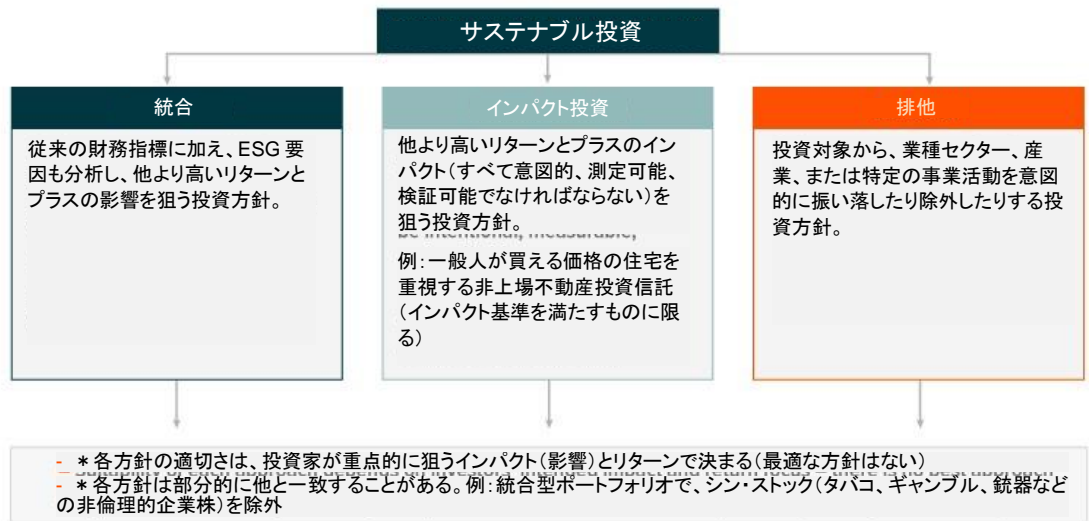 サステナブル投資
統合
従来の財務指標に加え、ESG 要
因も分析し、他より高いリターンと
プラスの影響を狙う投資方針。
インパクト投資
他より高いリターンとプラスのイン
パクト(すべて意図的、測定可能、
検証可能でなければならない)を
狙う投資方針。
be intentional, measurable,
例：一般人が買える価格の住宅を
重視する非上場不動産投資信託
(インパクト基準を満たすものに限
る)
排他
投資対象から、業種セクター、産
業、または特定の事業活動を意図
的に振い落したり除外したりする投
資方針。
- ＊各方針の適切さは、投資家が重点的に狙うインパクト(影響)とリターンで決まる(最適な方針はない)
- ＊各方針は部分的に他と一致することがある。例：統合型ポートフォリオで、シン・ストック(タバコ、ギャンブル、銃器など
の非倫理的企業株)を除外